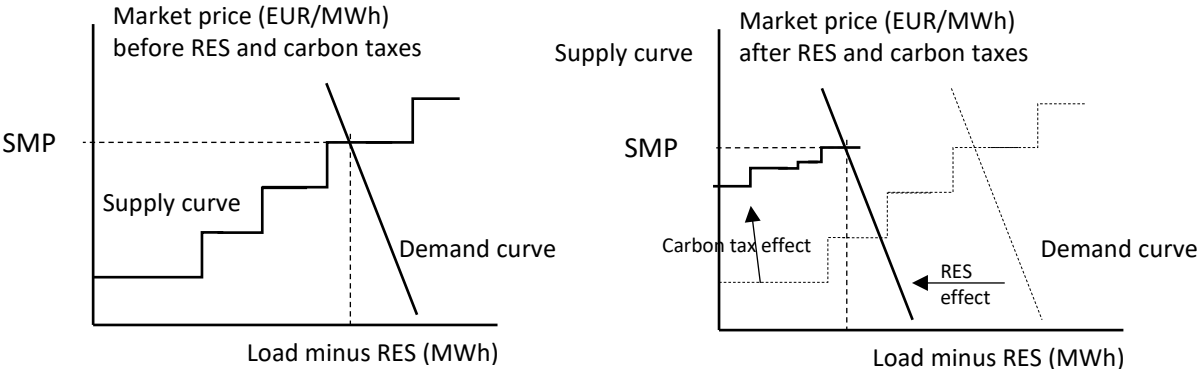 Market price (EUR/MWh)
before RES and carbon taxes
SMP
Supply curve
Demand curve
Load minus RES (MWh)
Market price (EUR/MWh)
after RES and carbon taxes
Supply curve
SMP
Carbon tax effect
Demand curve
RES
effect
Load minus RES (MWh)